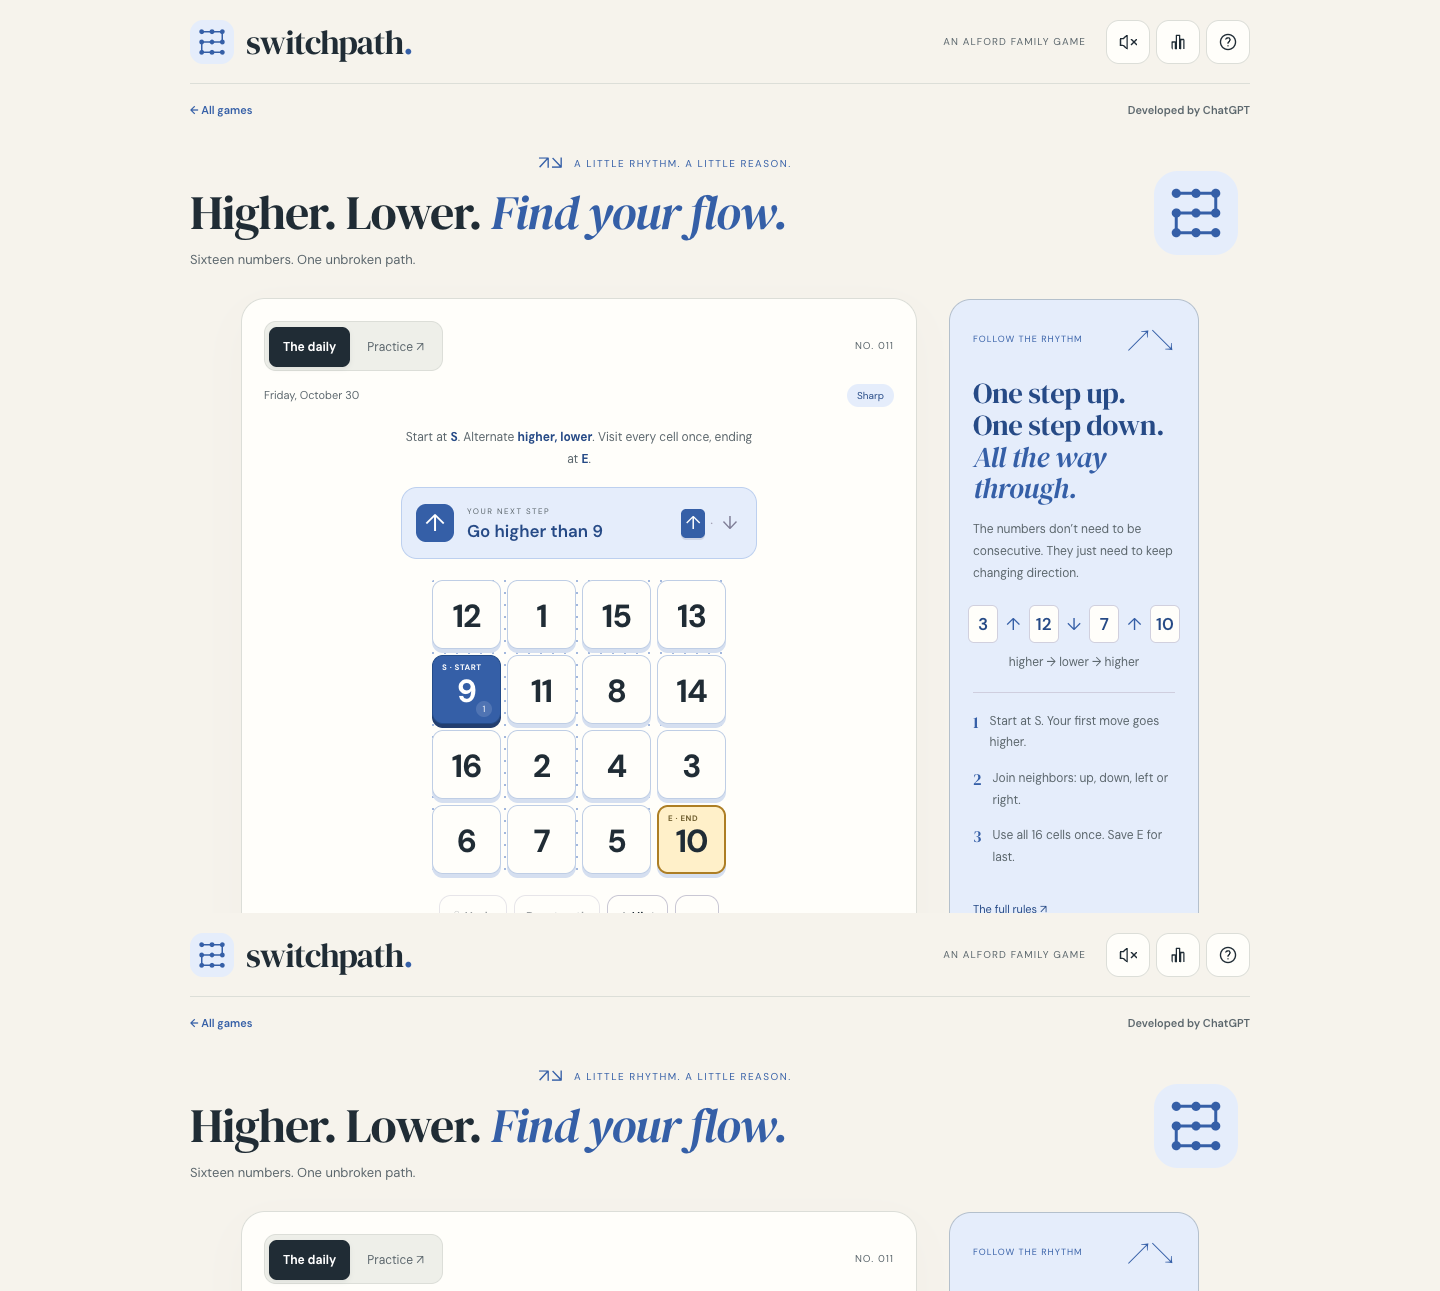 switchpath.
AN ALFORD FAMILY GAME
← All games
Developed by ChatGPT
A LITTLE RHYTHM. A LITTLE REASON.
Higher. Lower. Find your flow.
Sixteen numbers. One unbroken path.
The daily
Practice ↗
NO. 011
Friday, October 30
Sharp
Start at S. Alternate higher, lower. Visit every cell once, ending
at E.
YOUR NEXT STEP
Go higher than 9
↑ · ↓
12 1 15 13
S · START
9 11 8 14
1
16 2 4 3
E · END
6 7 5 10
FOLLOW THE RHYTHM
One step up.
One step down.
All the way
through.
The numbers don’t need to be
consecutive. They just need to keep
changing direction.
3 ↑ 12 ↓ 7 ↑ 10
higher → lower → higher
1 Start at S. Your first move goes
higher.
2 Join neighbors: up, down, left or
right.
3 Use all 16 cells once. Save E for
last.
The full rules ↗
switchpath.
AN ALFORD FAMILY GAME
← All games
Developed by ChatGPT
A LITTLE RHYTHM. A LITTLE REASON.
Higher. Lower. Find your flow.
Sixteen numbers. One unbroken path.
The daily
Practice ↗
NO. 011
FOLLOW THE RHYTHM